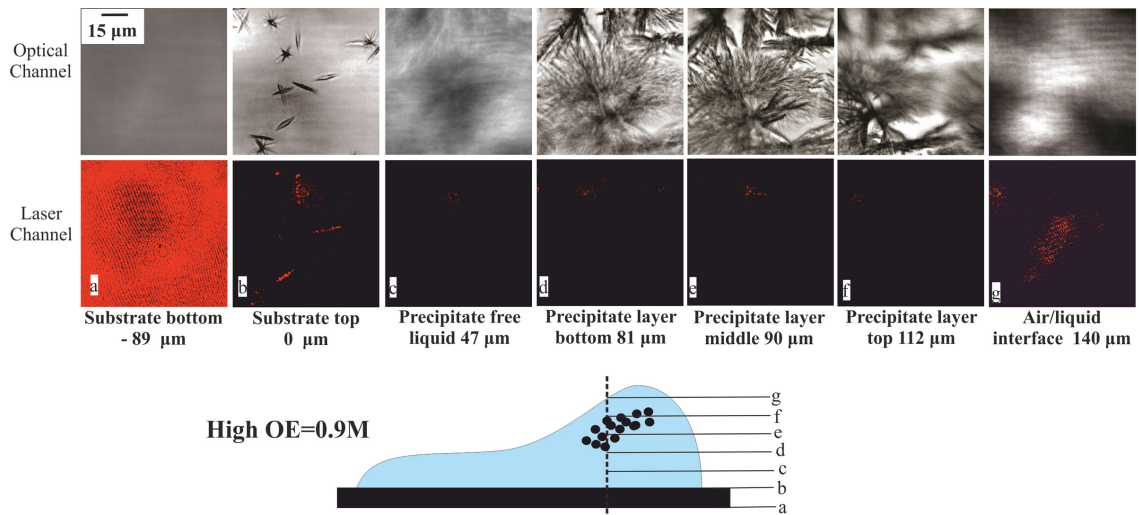 15 µm
Optical
Channel
Laser
Channel
a
b
c
d
e
f
g
Substrate bottom
- 89 µm
Substrate top
0 µm
Precipitate free
liquid 47 µm
Precipitate layer
bottom 81 µm
Precipitate layer
middle 90 µm
Precipitate layer
top 112 µm
Air/liquid
interface 140 µm
High OE=0.9M
g
f
e
d
c
b
a